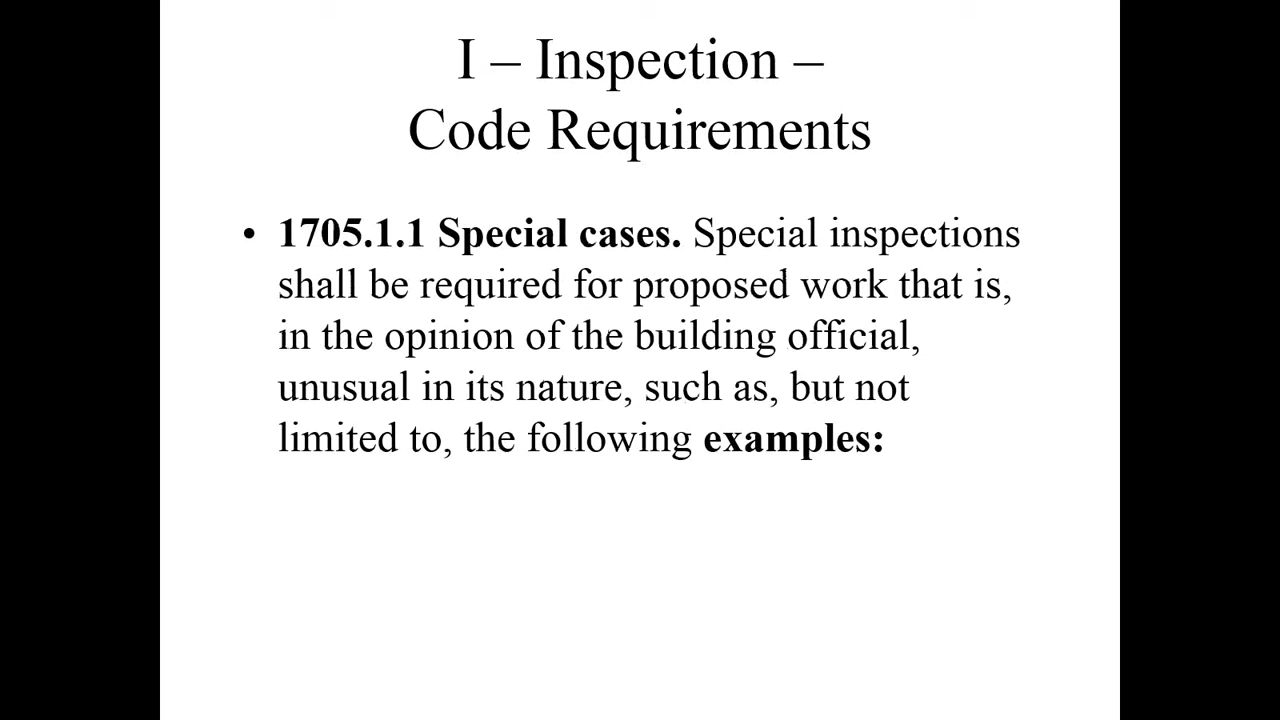 I – Inspection –
Code Requirements
• 1705.1.1 Special cases. Special inspections
shall be required for proposed work that is,
in the opinion of the building official,
unusual in its nature, such as, but not
limited to, the following examples: